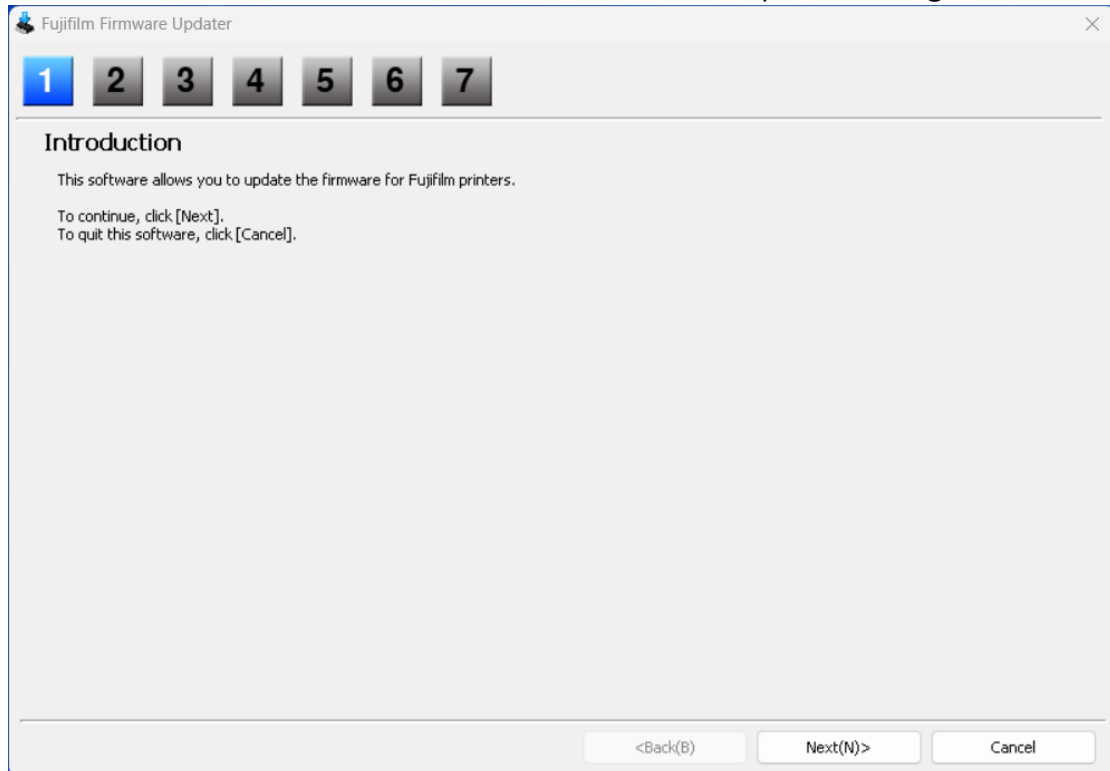 Fujifilm Firmware Updater
1 2 3 4 5 6 7
Introduction
This software allows you to update the firmware for Fujifilm printers.
To continue, click [Next].
To quit this software, click [Cancel].
<Back(B) Next(N)> Cancel